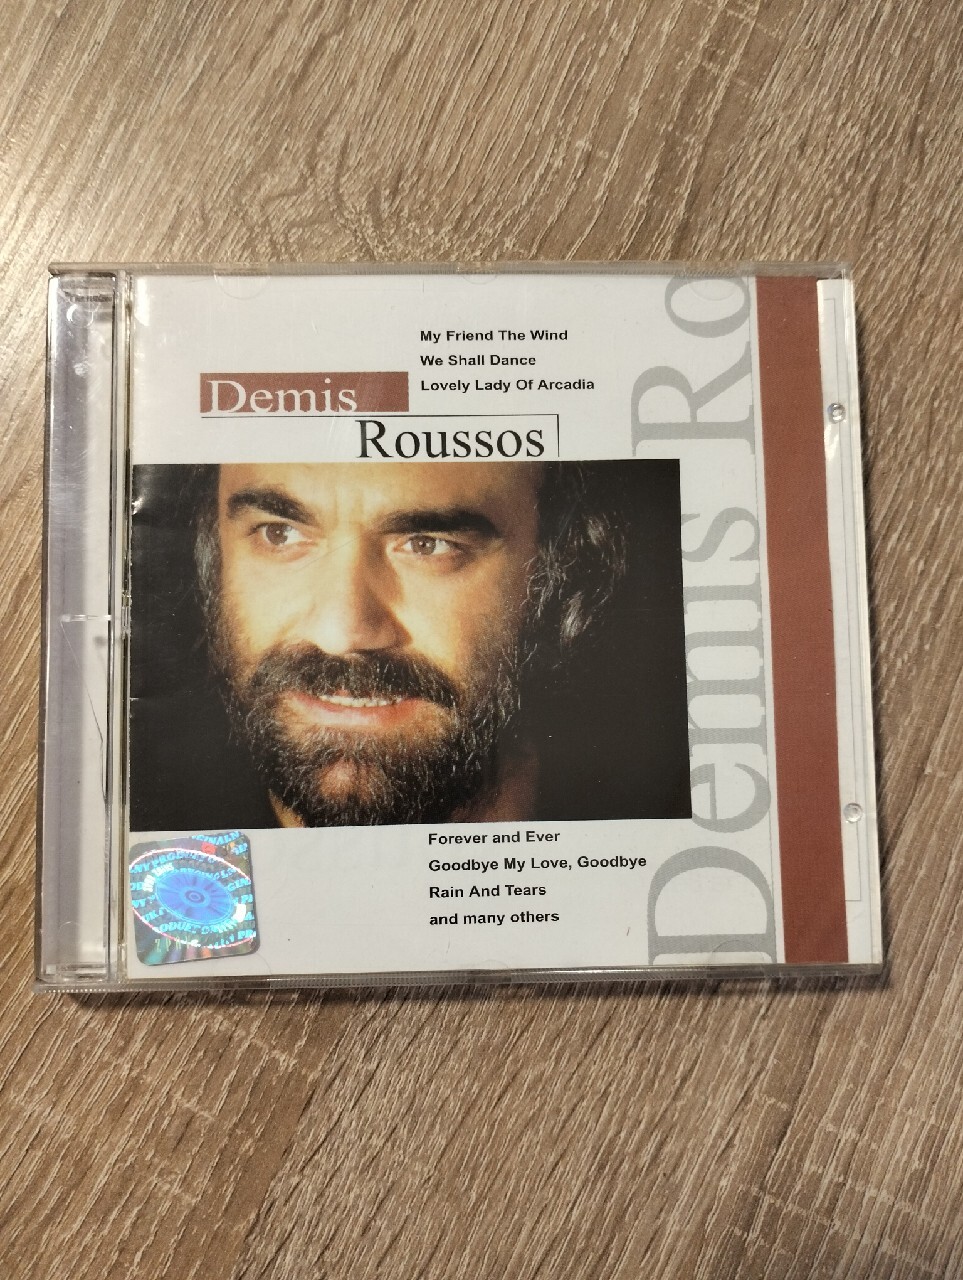 My Friend The Wind
We Shall Dance
Lovely Lady Of Arcadia
Demis
Roussos
Forever and Ever
Goodbye My Love, Goodbye
Rain And Tears
and many others
Demis Ro